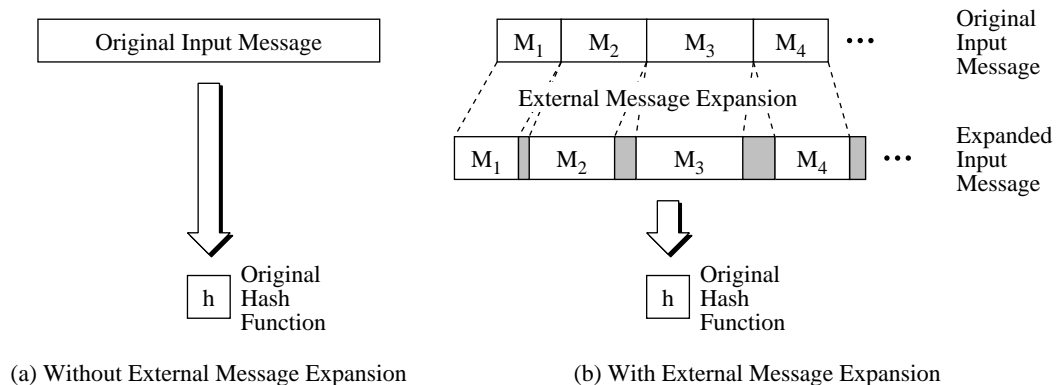 Original Input Message
h
Original
Hash
Function
(a) Without External Message Expansion
M1 M2 M3 M4 •••
Original
Input
Message
External Message Expansion
M1 M2 M3 M4 •••
Expanded
Input
Message
h
Original
Hash
Function
(b) With External Message Expansion